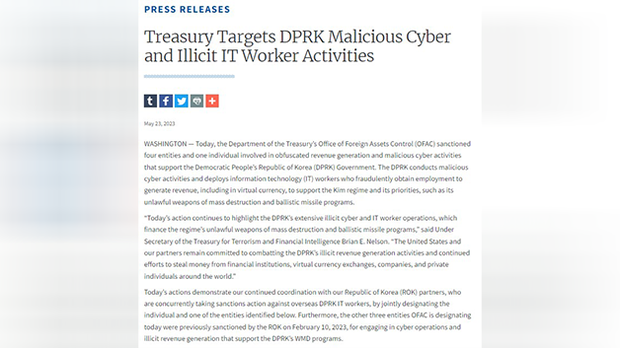 PRESS RELEASES
Treasury Targets DPRK Malicious Cyber
and Illicit IT Worker Activities
May 23, 2023
WASHINGTON — Today, the Department of the Treasury's Office of Foreign Assets Control (OFAC) sanctioned
four entities and one individual involved in obfuscated revenue generation and malicious cyber activities
that support the Democratic People's Republic of Korea (DPRK) Government. The DPRK conducts malicious
cyber activities and deploys information technology (IT) workers who fraudulently obtain employment to
generate revenue, including in virtual currency, to support the Kim regime and its priorities, such as its
unlawful weapons of mass destruction and ballistic missile programs.
"Today's action continues to highlight the DPRK's extensive illicit cyber and IT worker operations, which
finance the regime's unlawful weapons of mass destruction and ballistic missile programs," said Under
Secretary of the Treasury for Terrorism and Financial Intelligence Brian E. Nelson. "The United States and
our partners remain committed to combatting the DPRK's illicit revenue generation activities and continued
efforts to steal money from financial institutions, virtual currency exchanges, companies, and private
individuals around the world."
Today's actions demonstrate our continued coordination with our Republic of Korea (ROK) partners, who
are concurrently taking sanctions action against overseas DPRK IT workers, by jointly designating the
individual and one of the entities identified below. Furthermore, the other three entities OFAC is designating
today were previously sanctioned by the ROK on February 10, 2023, for engaging in cyber operations and
illicit revenue generation that support the DPRK's WMD programs.